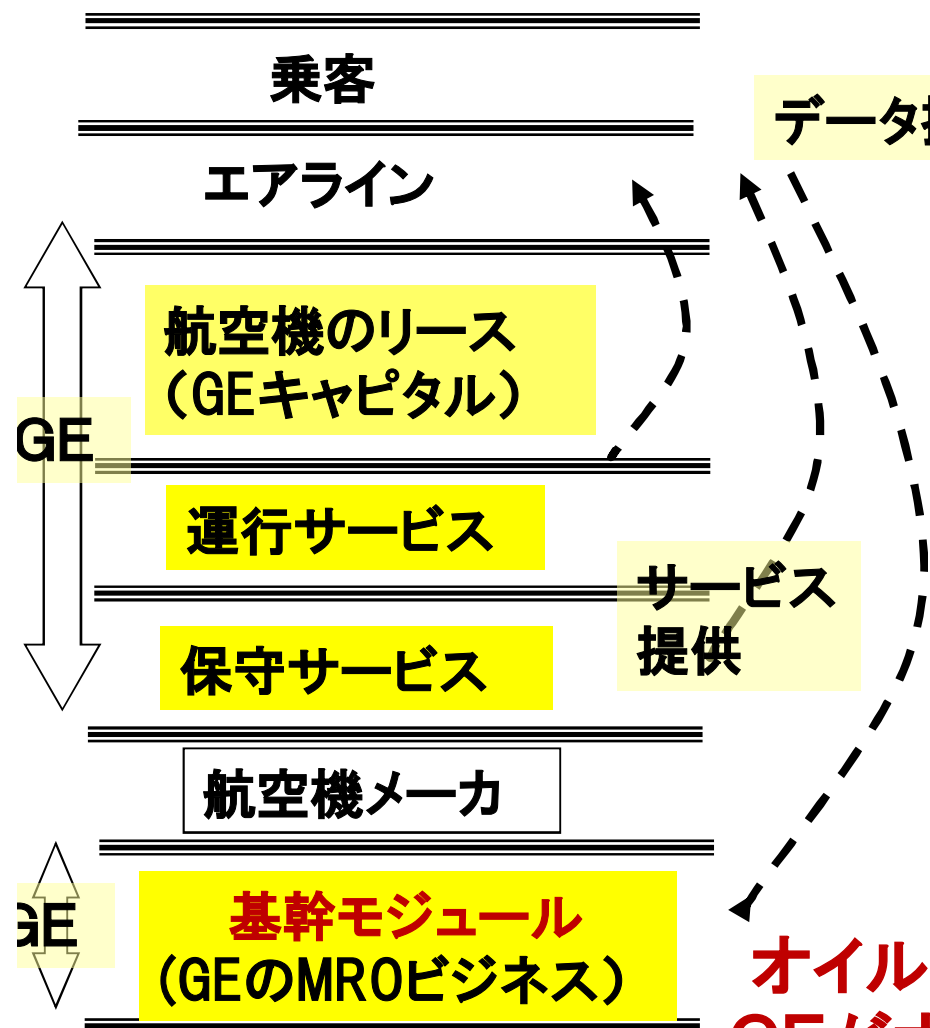 乗客
データ
エアライン
航空機のリース
（GEキャピタル）
GE
運行サービス
サービス
提供
保守サービス
航空機メーカ
GE
基幹モジュール
（GEのMROビジネス）
オイル